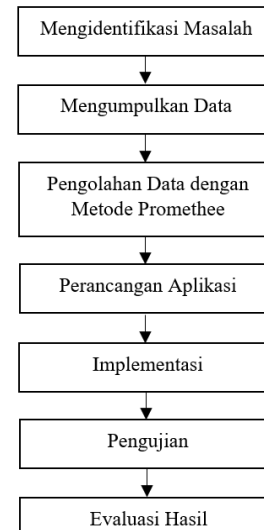 Mengidentifikasi Masalah
Mengumpulkan Data
Pengolahan Data dengan
Metode Promethee
Perancangan Aplikasi
Implementasi
Pengujian
Evaluasi Hasil